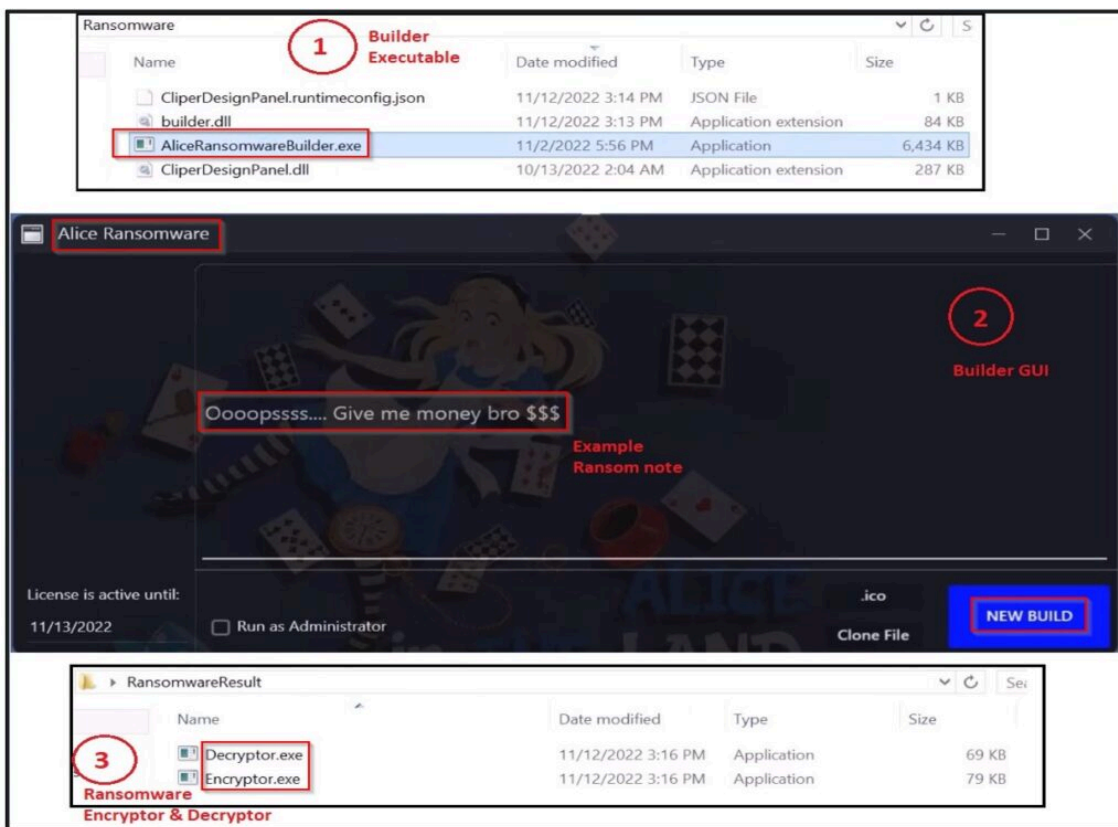 Ransomware
1
Builder
Executable
S
Name Date modified Type Size
CliperDesignPanel.runtimeconfig.json 11/12/2022 3:14 PM JSON File 1 KB
builder.dll 11/12/2022 3:13 PM Application extension 84 KB
AliceRansomwareBuilder.exe 11/2/2022 5:56 PM Application 6,434 KB
CliperDesignPanel.dll 10/13/2022 2:04 AM Application extension 287 KB
Alice Ransomware
2
Builder GUI
Oooopssss.... Give me money bro $$$
Example
Ransom note
ALICE
in LAND
License is active until:
11/13/2022
Run as Administrator
.ico
Clone File
NEW BUILD
RansomwareResult
Name Date modified Type Size
Decryptor.exe 11/12/2022 3:16 PM Application 69 KB
Encryptor.exe 11/12/2022 3:16 PM Application 79 KB
3
Ransomware
Encryptor & Decryptor